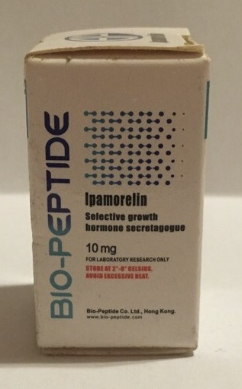 BIO-PEPTIDE
Ipamorelin
Selective growth
hormone secretagogue
10 mg
FOR LABORATORY RESEARCH ONLY
STORE AT 2°-8° CELSIUS.
AVOID EXCESSIVE HEAT.
Bio-Peptide Co. Ltd., Hong Kong.
www.bio-peptide.com